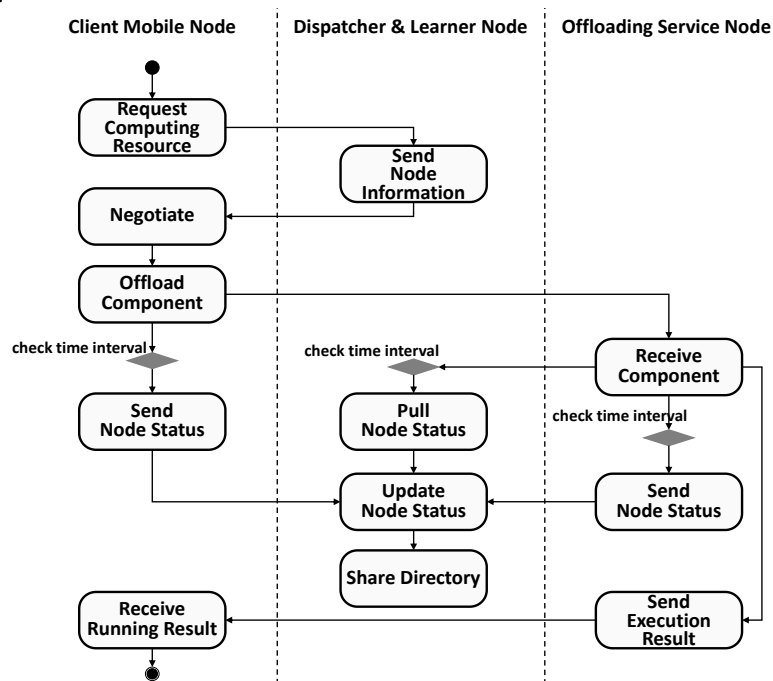 Client Mobile Node
Dispatcher & Learner Node
Offloading Service Node
Request
Computing
Resource
Send
Node
Information
Negotiate
Offload
Component
check time interval
check time interval
Receive
Component
Send
Node Status
Pull
Node Status
check time interval
Update
Node Status
Send
Node Status
Share Directory
Receive
Running Result
Send
Execution
Result